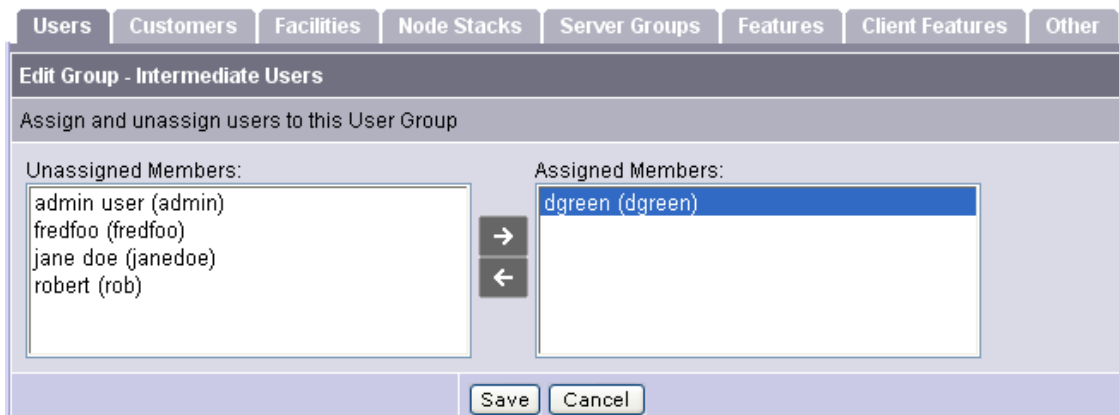 Users Customers Facilities Node Stacks Server Groups Features Client Features Other
Edit Group - Intermediate Users
Assign and unassign users to this User Group
Unassigned Members:
admin user (admin)
fredfoo (fredfoo)
jane doe (janedoe)
robert (rob)
Assigned Members:
dgreen (dgreen)
Save Cancel